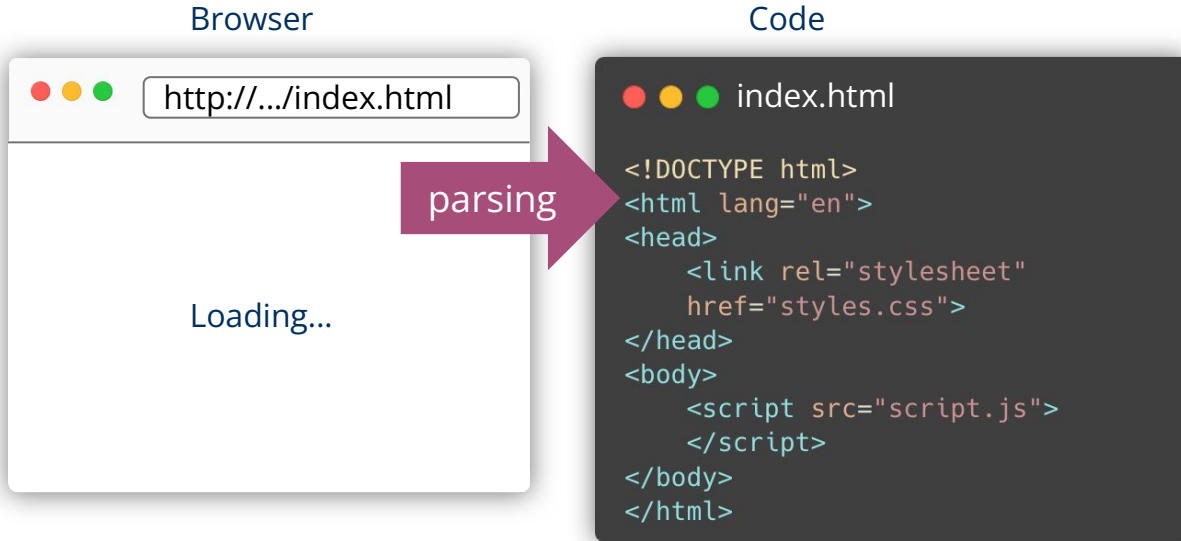 Browser
Code
http://.../index.html
Loading...
parsing
index.html
<!DOCTYPE html>
<html lang="en">
<head>
    <link rel="stylesheet"
    href="styles.css">
</head>
<body>
    <script src="script.js">
    </script>
</body>
</html>